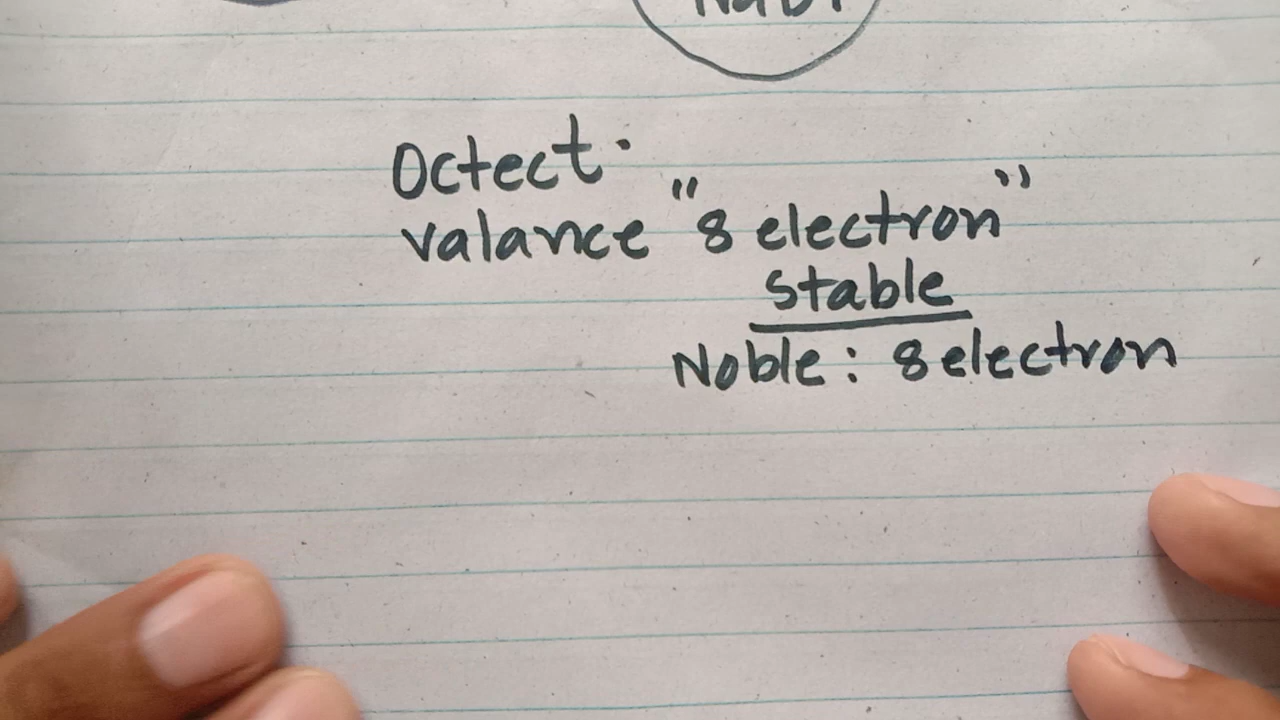 Octect.
valance "8 electron"
stable
Noble: 8 electron